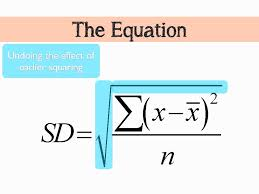 The Equation
Undoing the effect of
earlier squaring
SD=√(∑(x−x̅)²/n)